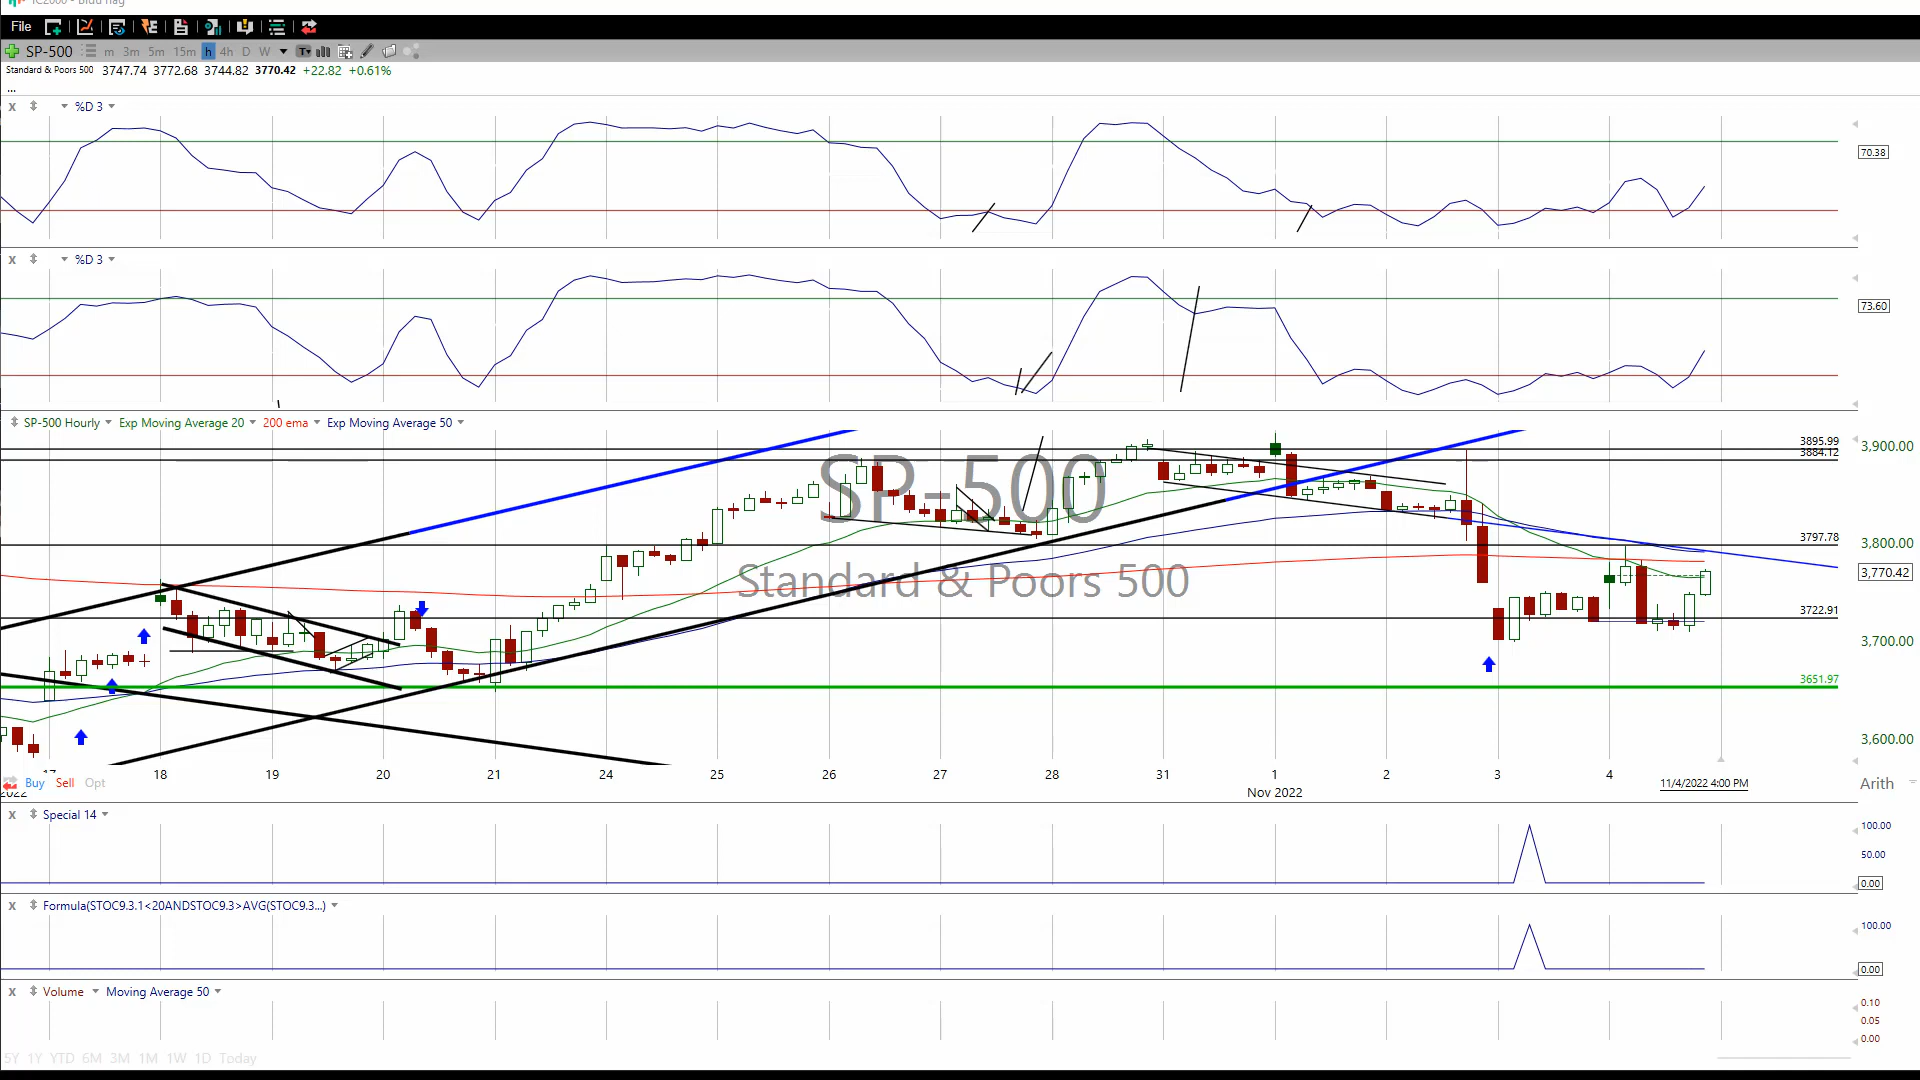 File
SP-500 m 3m 5m 15m h 4h D W
Standard & Poors 500 3747.74 3772.68 3744.82 3770.42 +22.82 +0.61%
...
X %D 3
70.38
X %D 3
73.60
SP-500 Hourly Exp Moving Average 20 200 ema Exp Moving Average 50
3895.99
3,900.00
3884.12
SP-500
3797.78
3,800.00
3,770.42
Standard & Poors 500
3722.91
3,700.00
3651.97
3,600.00
17 18 19 20 21 24 25 26 27 28 31 1 2 3 4
Buy Sell Opt
11/4/2022 4:00 PM
Arith
2022
Nov 2022
X Special 14
100.00
50.00
0.00
X Formula(STOC9.3.1<20ANDSTOC9.3>AVG(STOC9.3...)
100.00
0.00
X Volume Moving Average 50
0.10
0.05
0.00
5Y 1Y YTD 6M 3M 1M 1W 1D Today